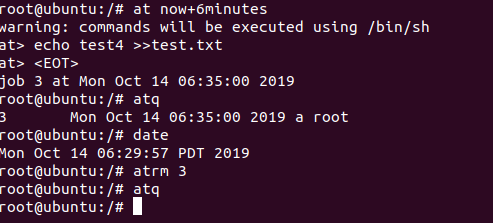 root@ubuntu:/# at now+6minutes
warning: commands will be executed using /bin/sh
at> echo test4 >>test.txt
at> <EOT>
job 3 at Mon Oct 14 06:35:00 2019
root@ubuntu:/# atq
3 Mon Oct 14 06:35:00 2019 a root
root@ubuntu:/# date
Mon Oct 14 06:29:57 PDT 2019
root@ubuntu:/# atrm 3
root@ubuntu:/# atq
root@ubuntu:/#